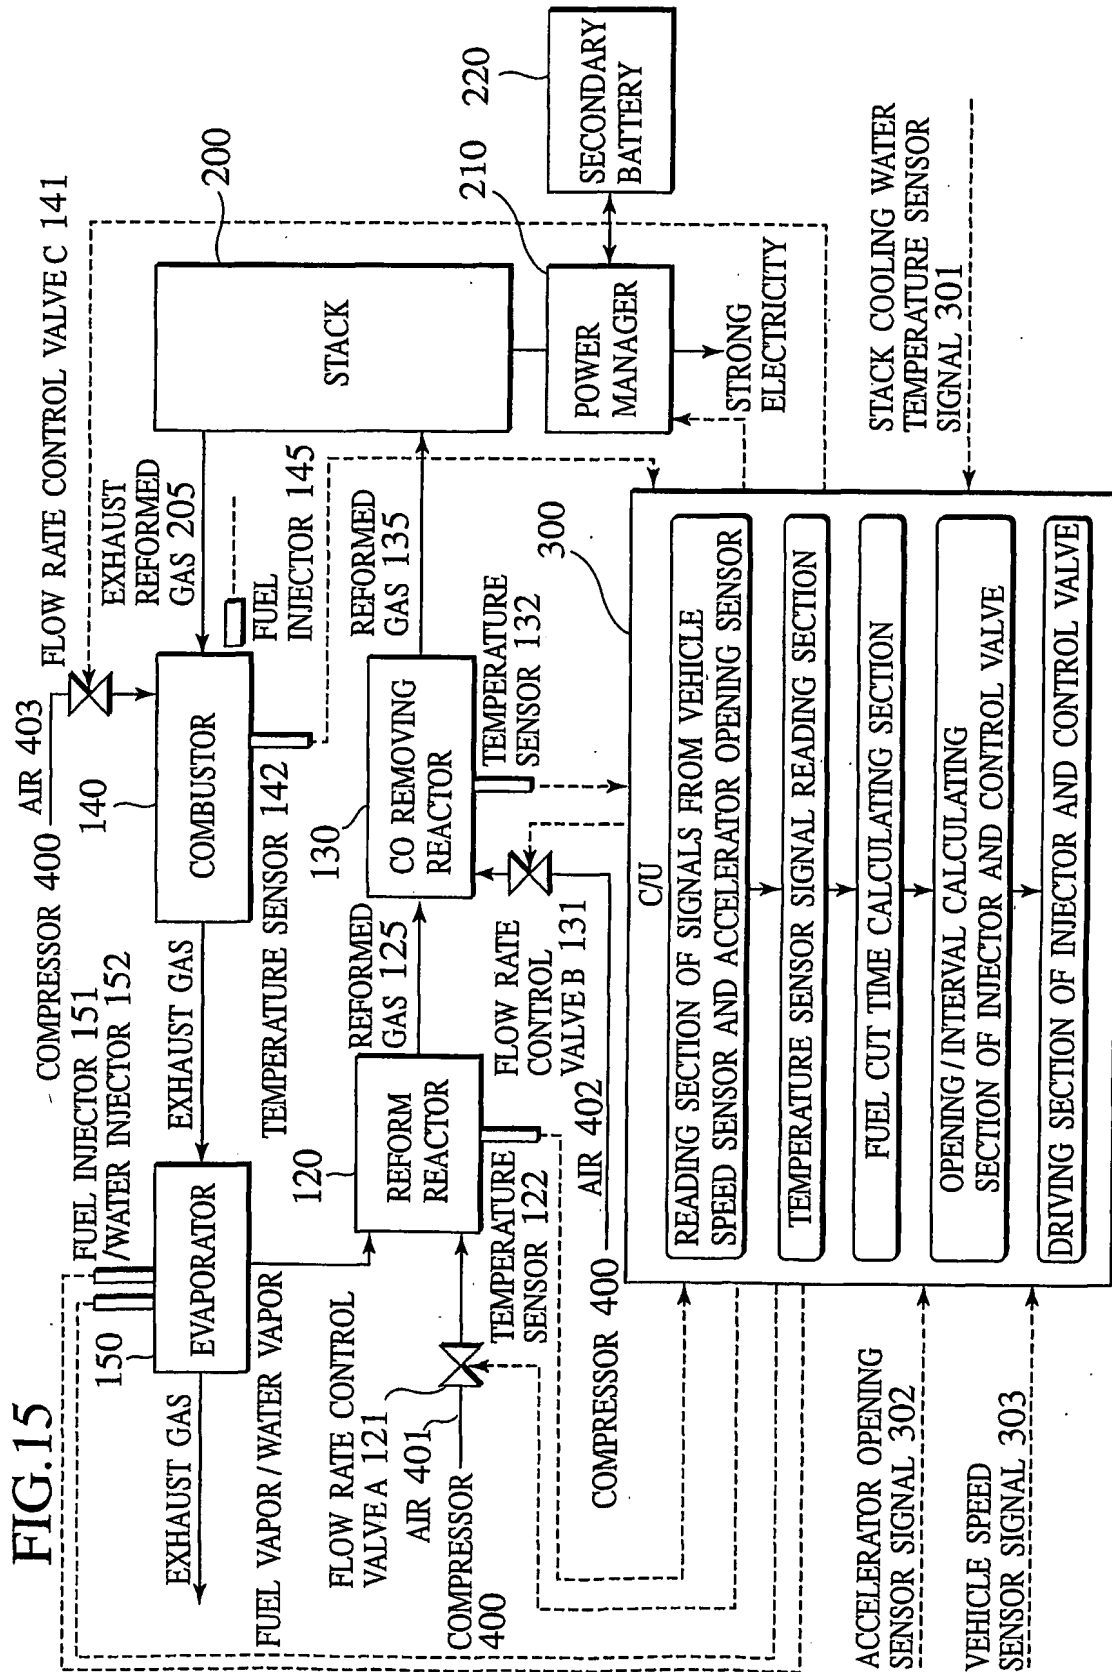 FIG.15
FUEL INJECTOR 151
/WATER INJECTOR 152
COMPRESSOR 400
AIR 403
FLOW RATE CONTROL VALVE C 141
150
EVAPORATOR
EXHAUST GAS
EXHAUST GAS
140
COMBUSTOR
TEMPERATURE SENSOR 142
EXHAUST
REFORMED
GAS 205
FUEL
INJECTOR 145
200
STACK
FUEL VAPOR/WATER VAPOR
120
REFORM
REACTOR
REFORMED
GAS 125
130
CO REMOVING
REACTOR
REFORMED
GAS 135
210
POWER
MANAGER
220
SECONDARY
BATTERY
FLOW RATE CONTROL
VALVE A 121
AIR 401
COMPRESSOR
400
TEMPERATURE
SENSOR 122
FLOW RATE
CONTROL
VALVE B 131
TEMPERATURE
SENSOR 132
STRONG
ELECTRICITY
COMPRESSOR 400
AIR 402
300
C/U
READING SECTION OF SIGNALS FROM VEHICLE
SPEED SENSOR AND ACCELERATOR OPENING SENSOR
TEMPERATURE SENSOR SIGNAL READING SECTION
FUEL CUT TIME CALCULATING SECTION
OPENING/INTERVAL CALCULATING
SECTION OF INJECTOR AND CONTROL VALVE
DRIVING SECTION OF INJECTOR AND CONTROL VALVE
STACK COOLING WATER
TEMPERATURE SENSOR
SIGNAL 301
ACCELERATOR OPENING
SENSOR SIGNAL 302
VEHICLE SPEED
SENSOR SIGNAL 303